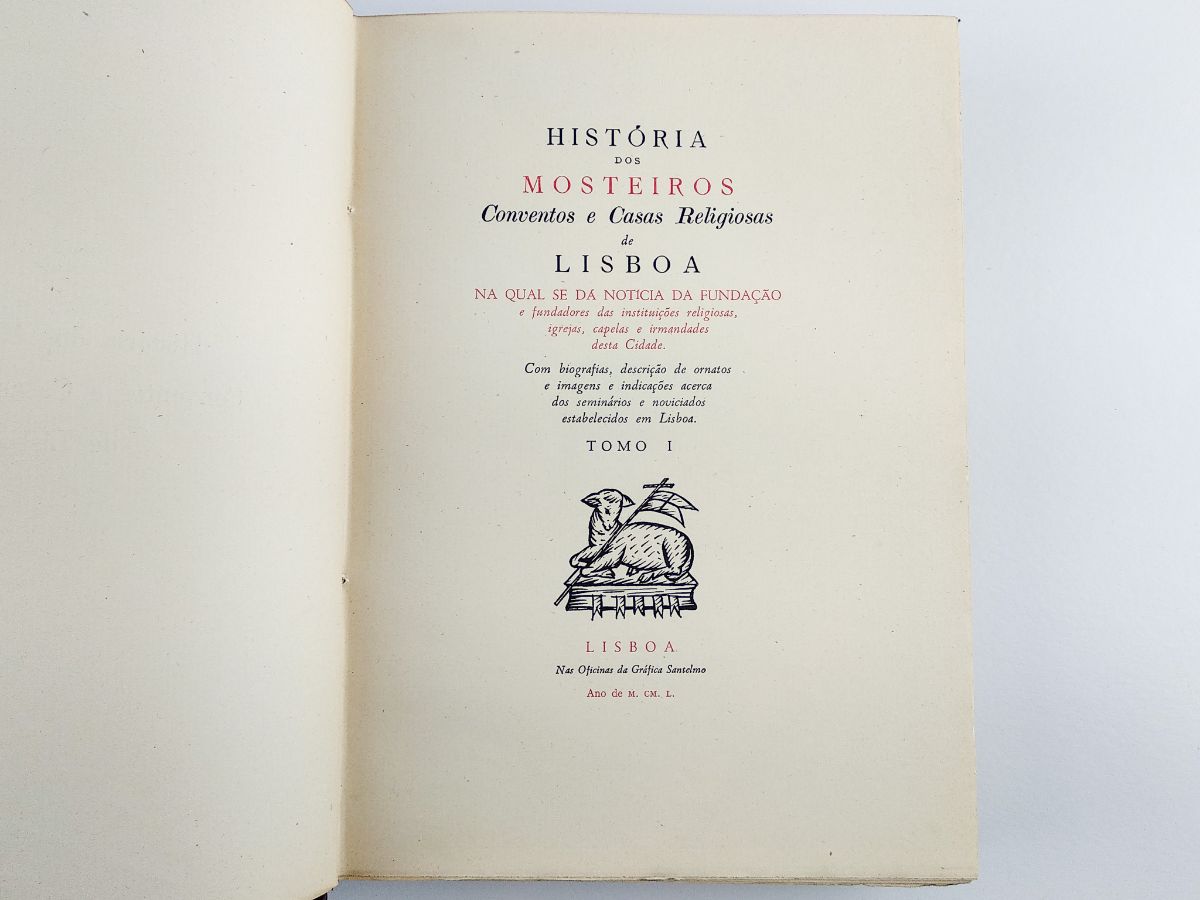 HISTÓRIA
DOS
MOSTEIROS
Conventos e Casas Religiosas
de
LISBOA
NA QUAL SE DÁ NOTÍCIA DA FUNDAÇÃO
e fundadores das instituições religiosas,
igrejas, capelas e irmandades
desta Cidade.
Com biografias, descrição de ornatos
e imagens e indicações acerca
dos seminários e noviciados
estabelecidos em Lisboa.
TOMO I
LISBOA
Nas Oficinas da Gráfica Santelmo
Ano de M. CM. L.